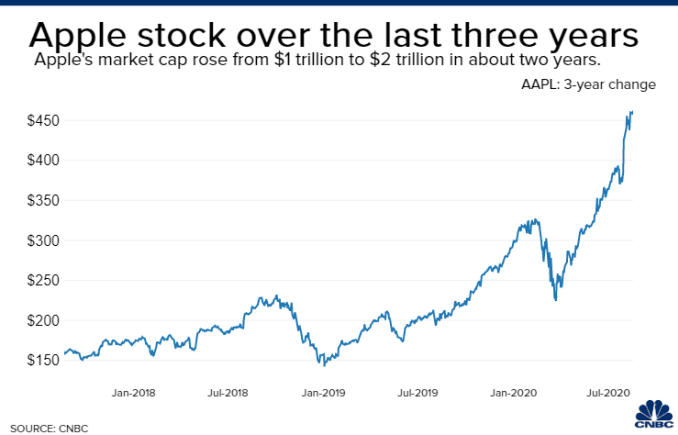 Apple stock over the last three years
Apple's market cap rose from $1 trillion to $2 trillion in about two years.
AAPL: 3-year change
$450
$400
$350
$300
$250
$200
$150
Jan-2018 Jul-2018 Jan-2019 Jul-2019 Jan-2020 Jul-2020
SOURCE: CNBC
CNBC